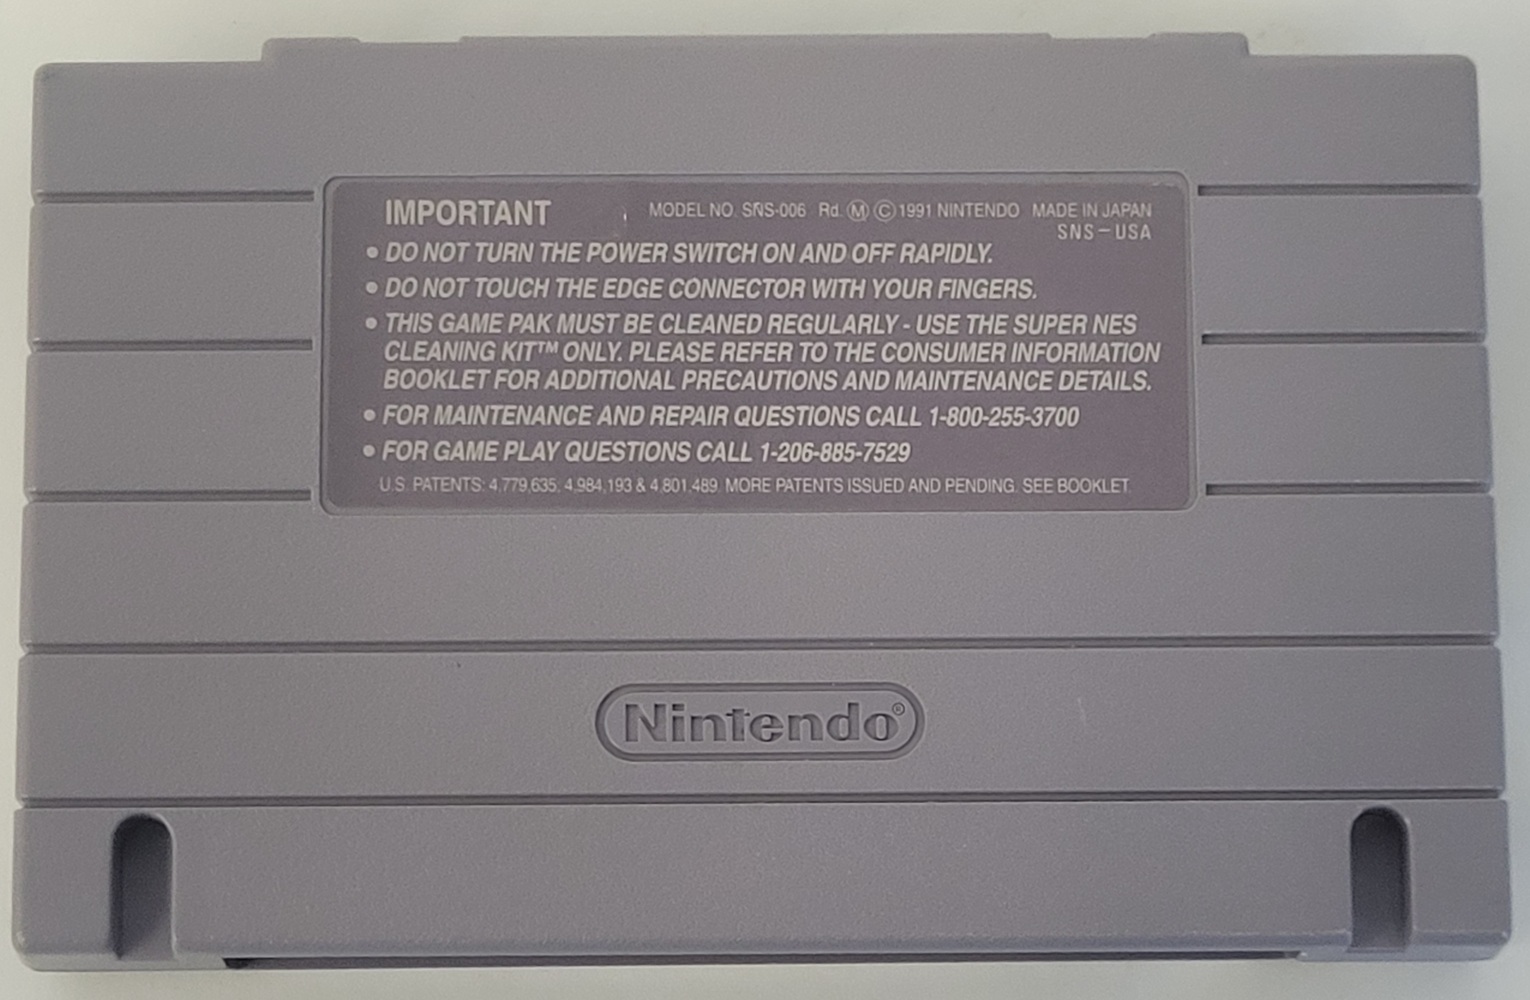 IMPORTANT MODEL NO. SNS-006 Rd. Ⓜ Ⓒ 1991 NINTENDO MADE IN JAPAN
SNS-USA
• DO NOT TURN THE POWER SWITCH ON AND OFF RAPIDLY.
• DO NOT TOUCH THE EDGE CONNECTOR WITH YOUR FINGERS.
• THIS GAME PAK MUST BE CLEANED REGULARLY - USE THE SUPER NES
CLEANING KIT™ ONLY. PLEASE REFER TO THE CONSUMER INFORMATION
BOOKLET FOR ADDITIONAL PRECAUTIONS AND MAINTENANCE DETAILS.
• FOR MAINTENANCE AND REPAIR QUESTIONS CALL 1-800-255-3700
• FOR GAME PLAY QUESTIONS CALL 1-206-885-7529
U.S. PATENTS: 4,779,635, 4,984,193 & 4,801,489. MORE PATENTS ISSUED AND PENDING. SEE BOOKLET.
Nintendo®